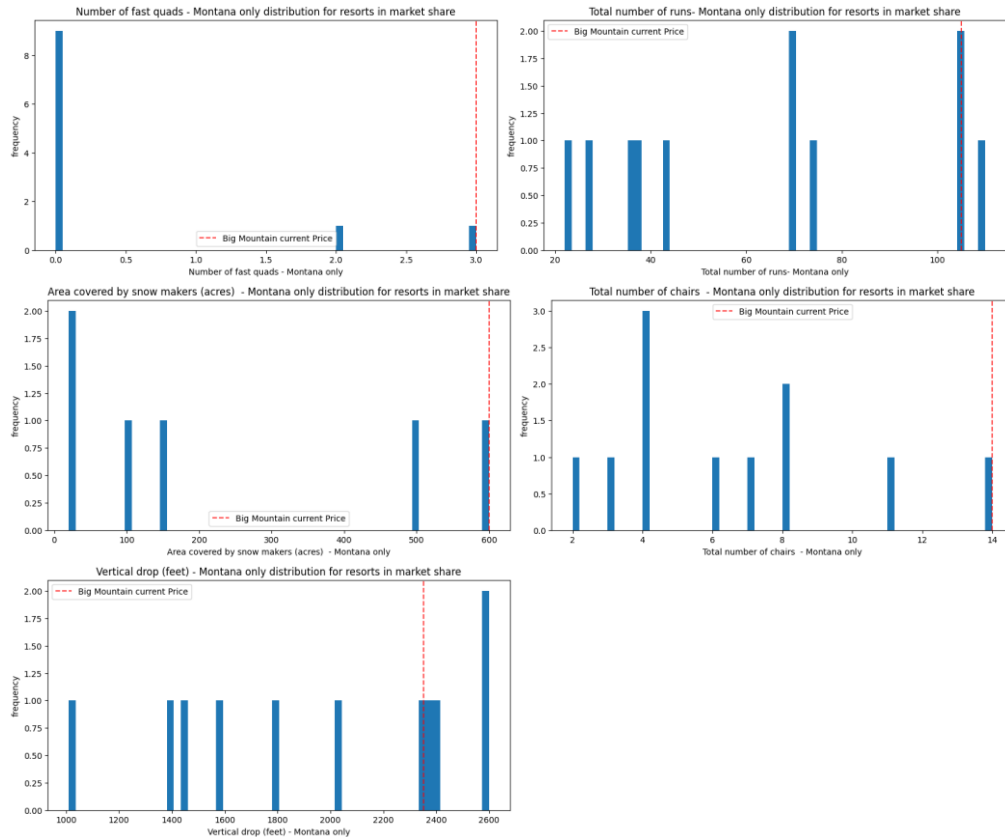 Number of fast quads - Montana only distribution for resorts in market share
frequency
8
6
4
2
0
0.0 0.5 1.0 1.5 2.0 2.5 3.0
Number of fast quads - Montana only
Big Mountain current Price
Total number of runs- Montana only distribution for resorts in market share
Big Mountain current Price
frequency
2.00
1.75
1.50
1.25
1.00
0.75
0.50
0.25
0.00
20 40 60 80 100
Total number of runs- Montana only
Area covered by snow makers (acres)  - Montana only distribution for resorts in market share
frequency
2.00
1.75
1.50
1.25
1.00
0.75
0.50
0.25
0.00
0 100 200 300 400 500 600
Area covered by snow makers (acres)  - Montana only
Big Mountain current Price
Total number of chairs  - Montana only distribution for resorts in market share
Big Mountain current Price
frequency
3.0
2.5
2.0
1.5
1.0
0.5
0.0
2 4 6 8 10 12 14
Total number of chairs  - Montana only
Vertical drop (feet) - Montana only distribution for resorts in market share
Big Mountain current Price
frequency
2.00
1.75
1.50
1.25
1.00
0.75
0.50
0.25
0.00
1000 1200 1400 1600 1800 2000 2200 2400 2600
Vertical drop (feet) - Montana only